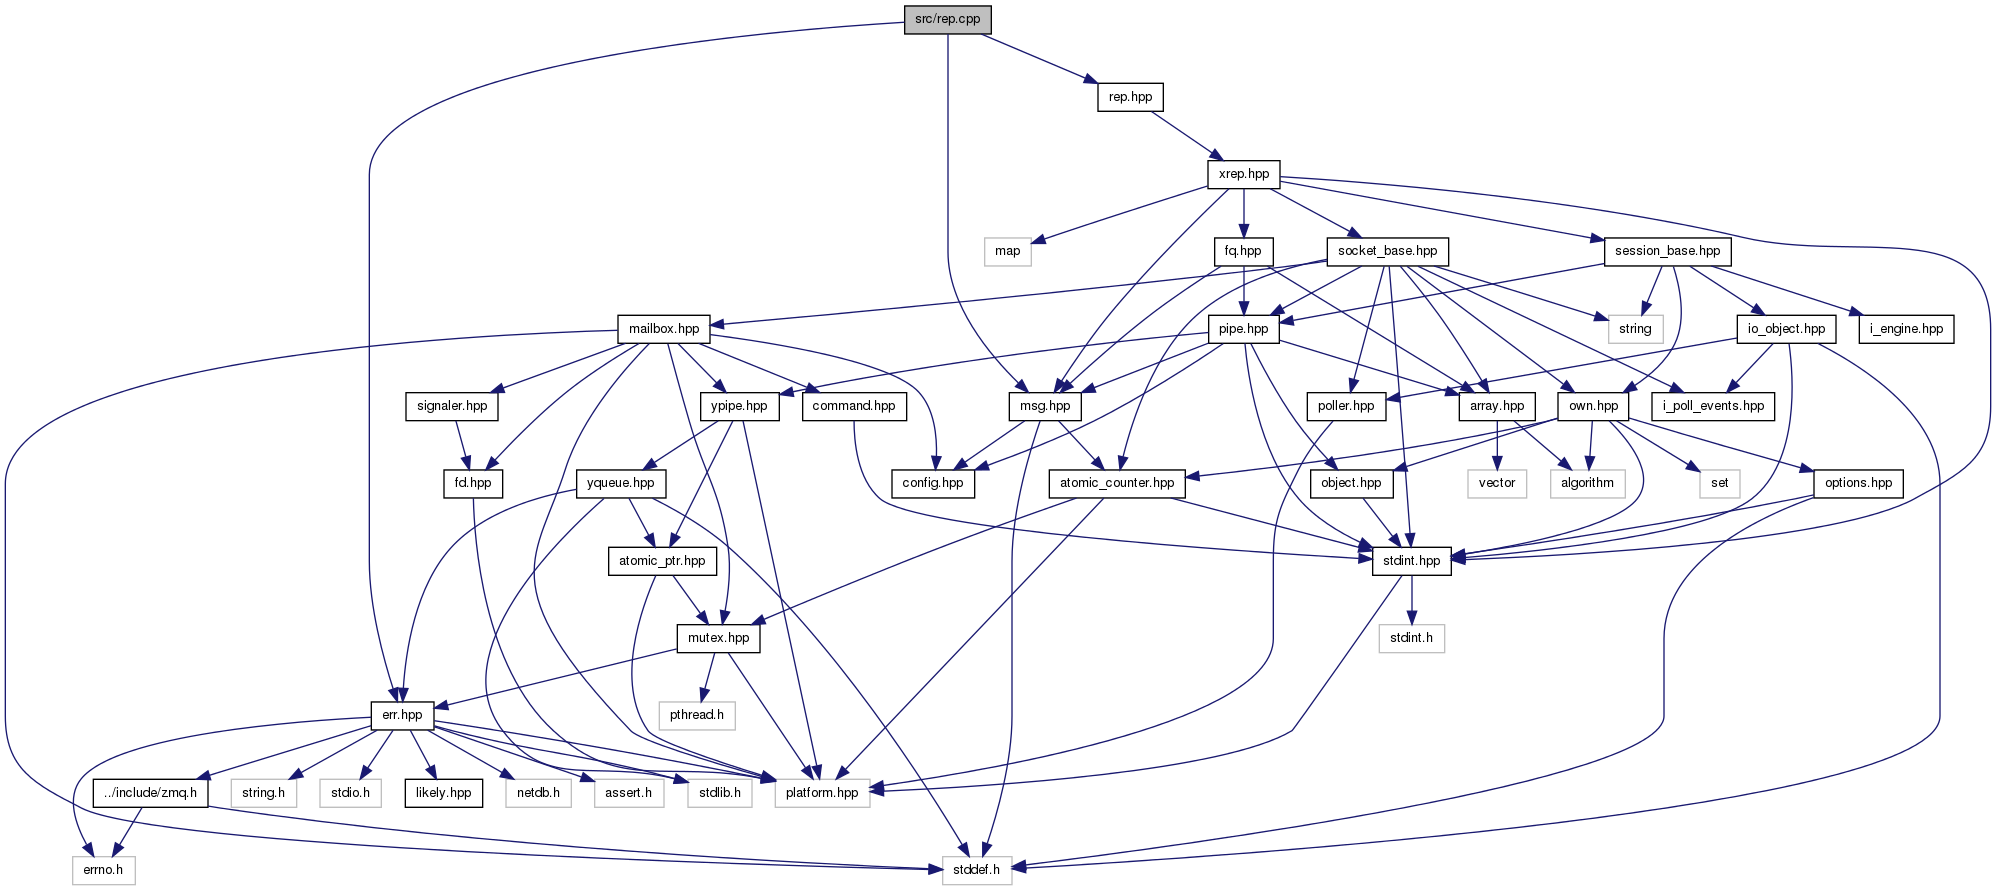 src/rep.cpp
rep.hpp
xrep.hpp
map
fq.hpp
socket_base.hpp
session_base.hpp
mailbox.hpp
pipe.hpp
string
io_object.hpp
i_engine.hpp
signaler.hpp
ypipe.hpp
command.hpp
msg.hpp
poller.hpp
array.hpp
own.hpp
i_poll_events.hpp
fd.hpp
yqueue.hpp
config.hpp
atomic_counter.hpp
object.hpp
vector
algorithm
set
options.hpp
atomic_ptr.hpp
stdint.hpp
mutex.hpp
stdint.h
err.hpp
pthread.h
../include/zmq.h
string.h
stdio.h
likely.hpp
netdb.h
assert.h
stdlib.h
platform.hpp
errno.h
stddef.h